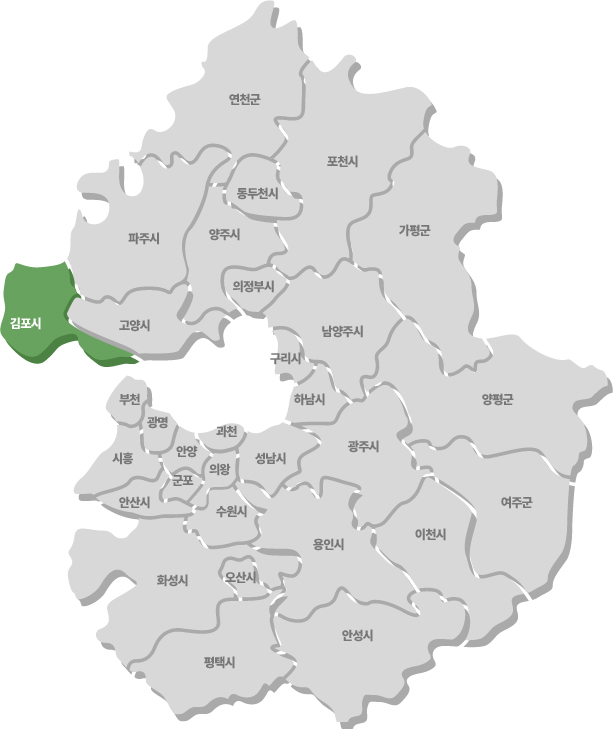 연천군
포천시
동두천시
가평군
양주시
파주시
의정부시
김포시
고양시
남양주시
구리시
부천
하남시
양평군
광명
과천
안양
광주시
시흥
성남시
의왕
군포
안산시
여주군
수원시
이천시
용인시
오산시
화성시
안성시
평택시